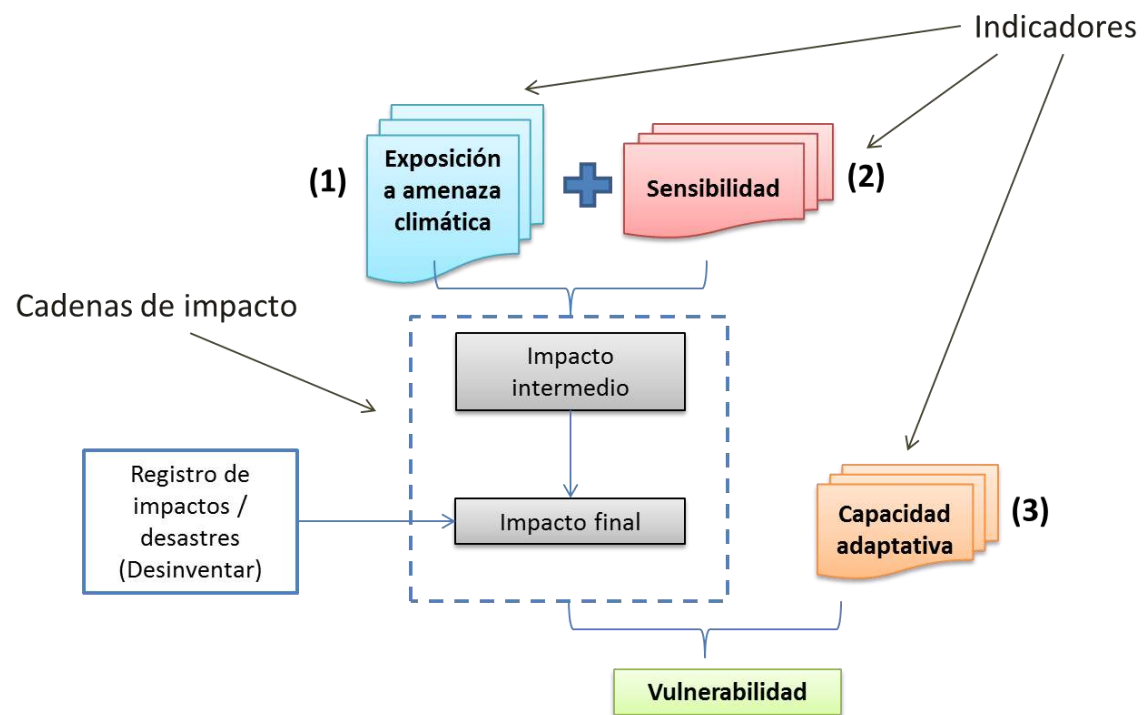 Indicadores
(1)
Exposición
a amenaza
climática
Sensibilidad
(2)
Cadenas de impacto
Impacto
intermedio
Registro de
impactos /
desastres
(Desinventar)
Impacto final
Capacidad
adaptativa
(3)
Vulnerabilidad